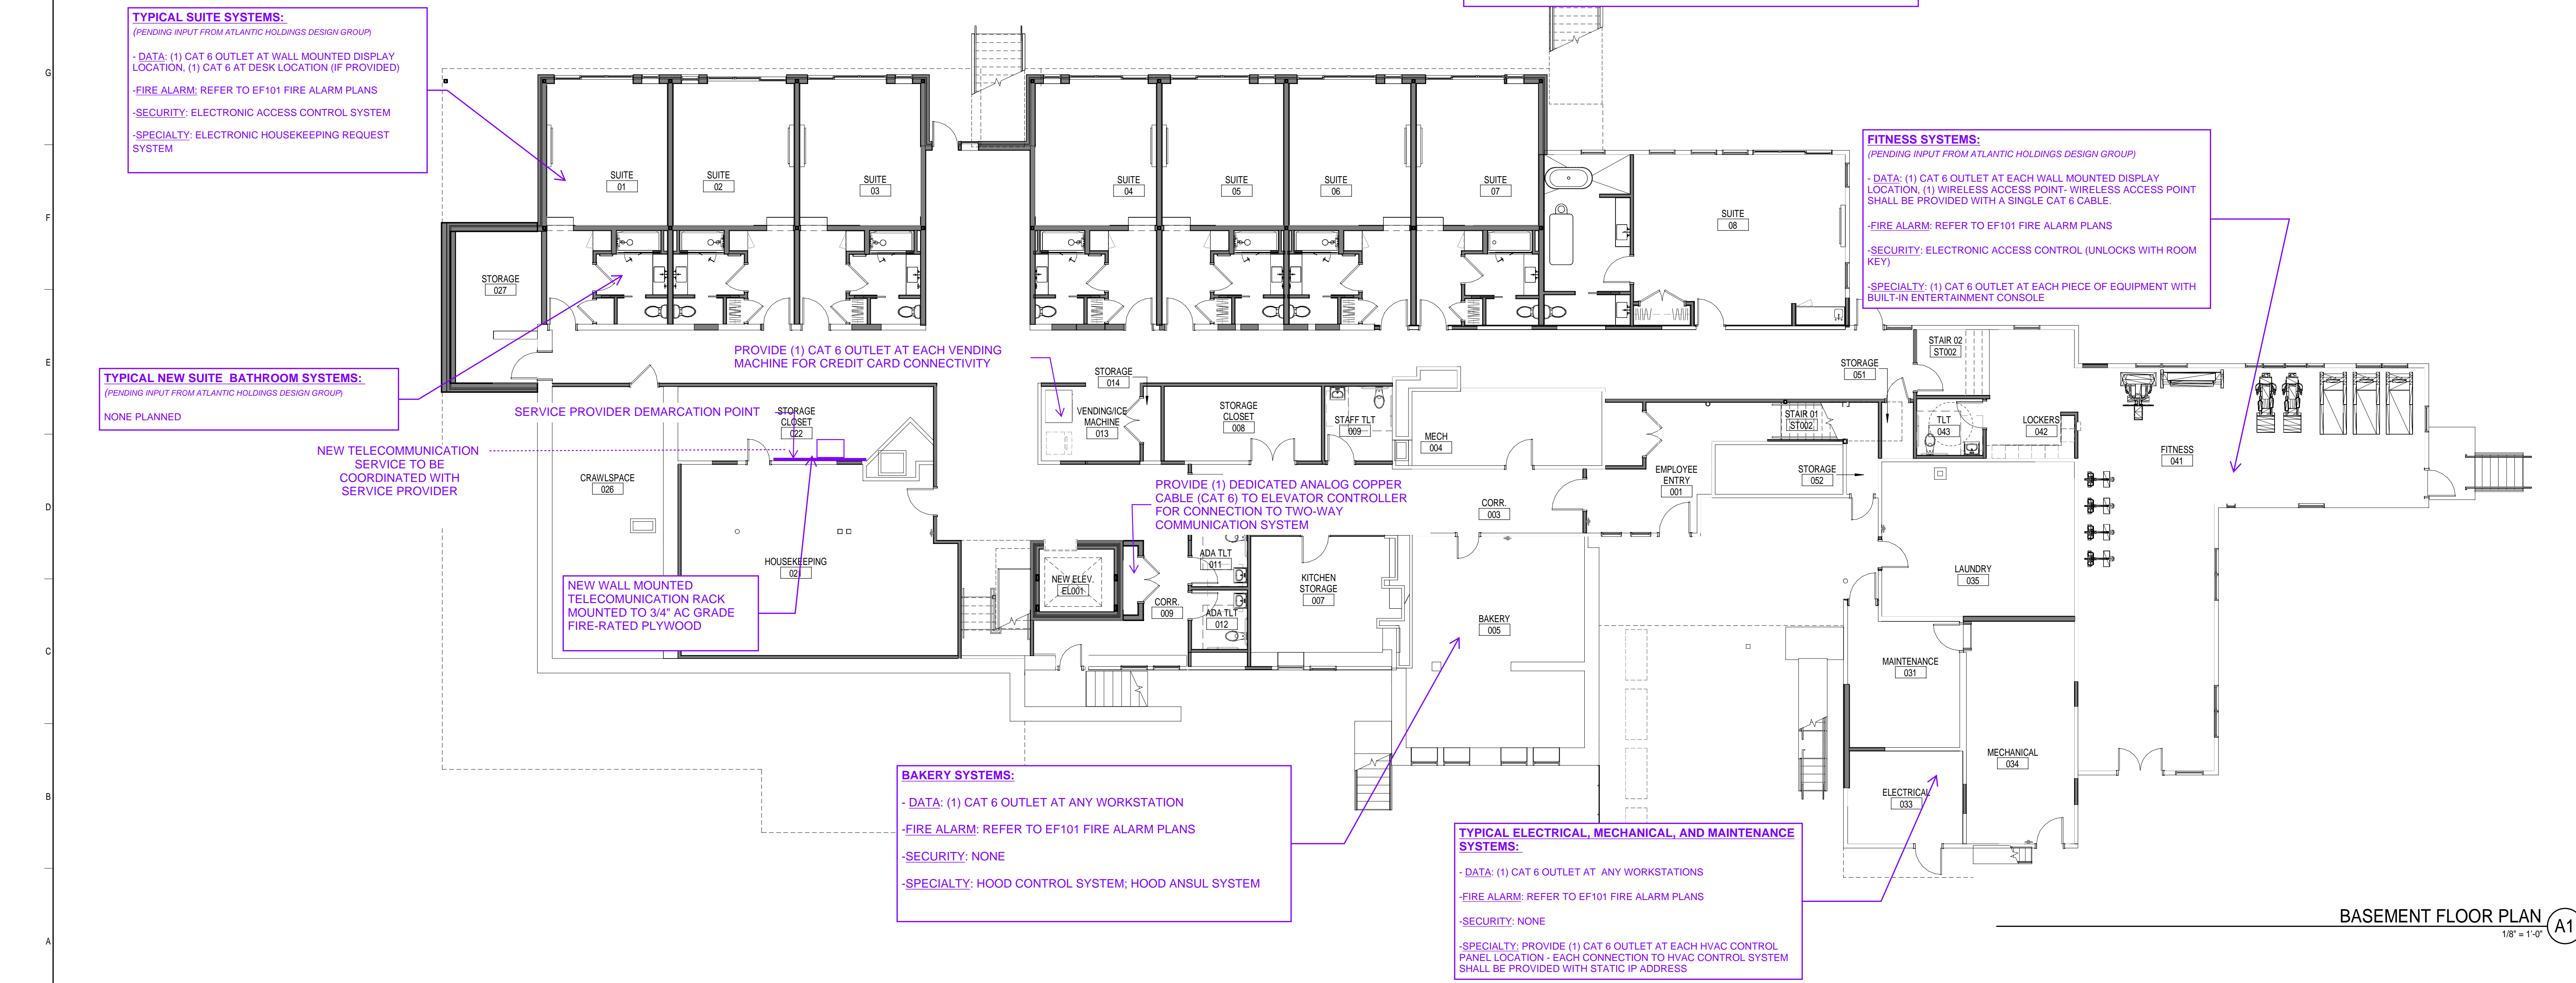 TYPICAL SUITE SYSTEMS:
(PENDING INPUT FROM ATLANTIC HOLDINGS DESIGN GROUP)
- DATA: (1) CAT 6 OUTLET AT WALL MOUNTED DISPLAY
LOCATION, (1) CAT 6 AT DESK LOCATION (IF PROVIDED)
-FIRE ALARM: REFER TO EF101 FIRE ALARM PLANS
-SECURITY: ELECTRONIC ACCESS CONTROL SYSTEM
-SPECIALTY: ELECTRONIC HOUSEKEEPING REQUEST
SYSTEM
G
F
E
D
C
B
A
SUITE
01
SUITE
02
SUITE
03
SUITE
04
SUITE
05
SUITE
06
SUITE
07
SUITE
08
FITNESS SYSTEMS:
(PENDING INPUT FROM ATLANTIC HOLDINGS DESIGN GROUP)
- DATA: (1) CAT 6 OUTLET AT EACH WALL MOUNTED DISPLAY
LOCATION, (1) WIRELESS ACCESS POINT- WIRELESS ACCESS POINT
SHALL BE PROVIDED WITH A SINGLE CAT 6 CABLE.
-FIRE ALARM: REFER TO EF101 FIRE ALARM PLANS
-SECURITY: ELECTRONIC ACCESS CONTROL (UNLOCKS WITH ROOM
KEY)
-SPECIALTY: (1) CAT 6 OUTLET AT EACH PIECE OF EQUIPMENT WITH
BUILT-IN ENTERTAINMENT CONSOLE
STORAGE
027
PROVIDE (1) CAT 6 OUTLET AT EACH VENDING
MACHINE FOR CREDIT CARD CONNECTIVITY
STAIR 02
ST002
STORAGE
051
STORAGE
014
TYPICAL NEW SUITE  BATHROOM SYSTEMS:
(PENDING INPUT FROM ATLANTIC HOLDINGS DESIGN GROUP)
NONE PLANNED
SERVICE PROVIDER DEMARCATION POINT
STORAGE
CLOSET
022
VENDING/ICE
MACHINE
013
STORAGE
CLOSET
008
STAFF TLT
009
MECH
004
STAIR 01
ST002
TLT
043
LOCKERS
042
FITNESS
041
NEW TELECOMMUNICATION
SERVICE TO BE
COORDINATED WITH
SERVICE PROVIDER
CRAWLSPACE
026
PROVIDE (1) DEDICATED ANALOG COPPER
CABLE (CAT 6) TO ELEVATOR CONTROLLER
FOR CONNECTION TO TWO-WAY
COMMUNICATION SYSTEM
EMPLOYEE
ENTRY
001
STORAGE
052
CORR.
003
HOUSEKEEPING
021
NEW WALL MOUNTED
TELECOMUNICATION RACK
MOUNTED TO 3/4" AC GRADE
FIRE-RATED PLYWOOD
NEW ELEV.
EL001
CORR.
009
ADA TLT
011
ADA TLT
012
KITCHEN
STORAGE
007
BAKERY
005
LAUNDRY
035
MAINTENANCE
031
MECHANICAL
034
ELECTRICAL
033
BAKERY SYSTEMS:
- DATA: (1) CAT 6 OUTLET AT ANY WORKSTATION
-FIRE ALARM: REFER TO EF101 FIRE ALARM PLANS
-SECURITY: NONE
-SPECIALTY: HOOD CONTROL SYSTEM; HOOD ANSUL SYSTEM
TYPICAL ELECTRICAL, MECHANICAL, AND MAINTENANCE
SYSTEMS:
- DATA: (1) CAT 6 OUTLET AT  ANY WORKSTATIONS
-FIRE ALARM: REFER TO EF101 FIRE ALARM PLANS
-SECURITY: NONE
-SPECIALTY: PROVIDE (1) CAT 6 OUTLET AT EACH HVAC CONTROL
PANEL LOCATION - EACH CONNECTION TO HVAC CONTROL SYSTEM
SHALL BE PROVIDED WITH STATIC IP ADDRESS
BASEMENT FLOOR PLAN
1/8" = 1'-0"
A1